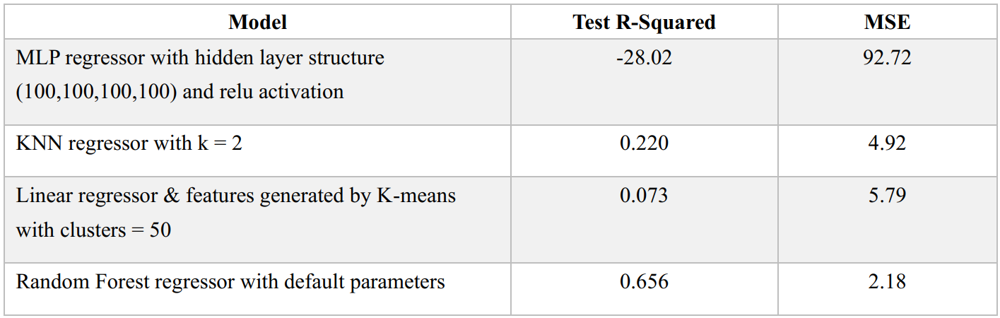 Model Test R-Squared MSE
MLP regressor with hidden layer structure
(100,100,100,100) and relu activation -28.02 92.72
KNN regressor with k = 2 0.220 4.92
Linear regressor & features generated by K-means
with clusters = 50 0.073 5.79
Random Forest regressor with default parameters 0.656 2.18